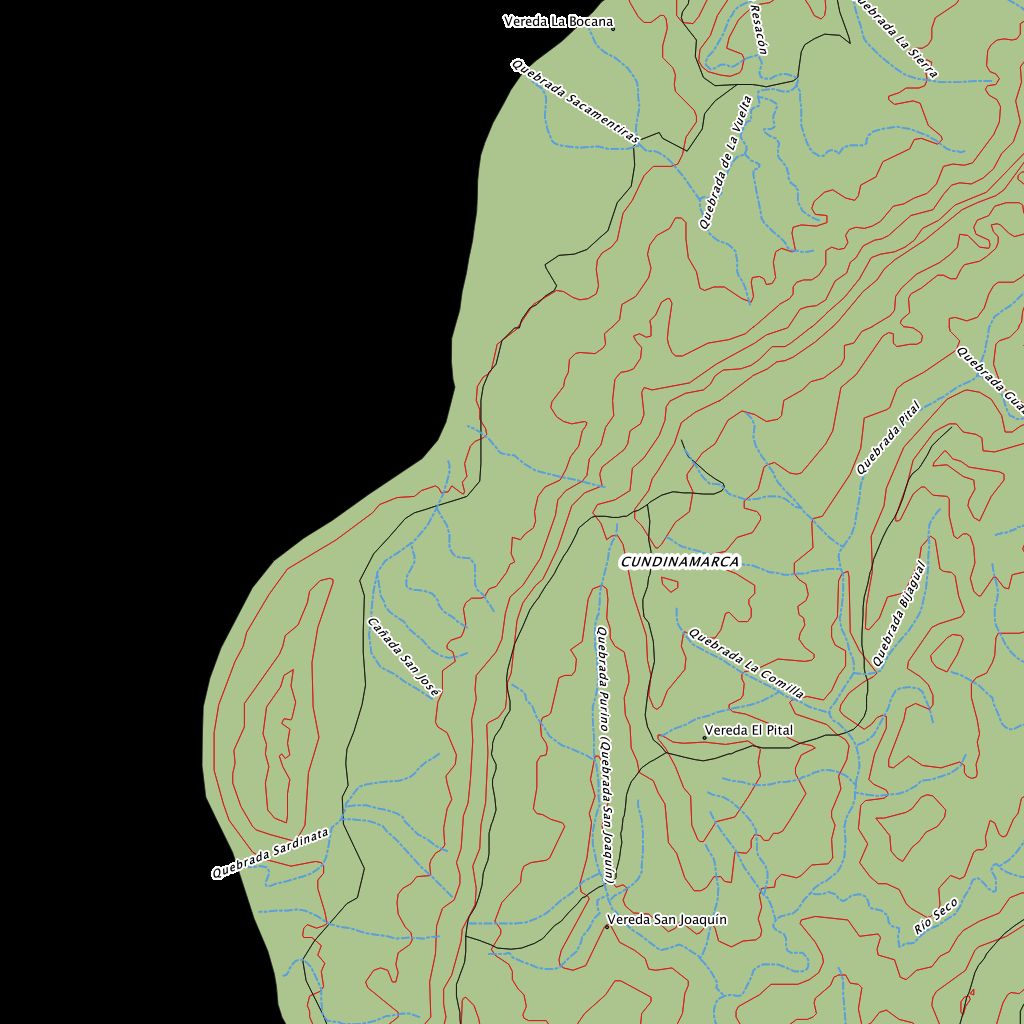 Vereda La Bocana
Resacón
Quebrada La Sierra
Quebrada Sacamentiras
Quebrada de La Vuelta
Quebrada Gua
Quebrada Pital
CUNDINAMARCA
Quebrada Bijagual
Cañada San José
Quebrada Purino (Quebrada San Joaquín)
Quebrada La Comilla
Vereda El Pital
Quebrada Sardinata
Vereda San Joaquín
Río Seco